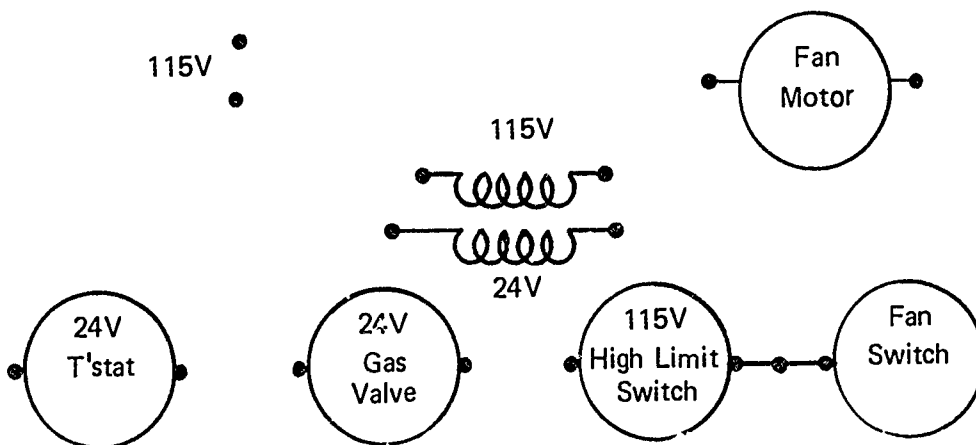 115V
Fan
Motor
115V
24V
24V
T'stat
24V
Gas
Valve
115V
High Limit
Switch
Fan
Switch